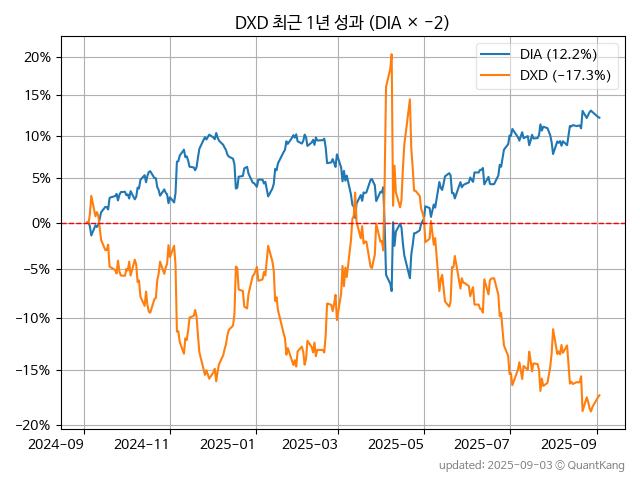 DXD 최근 1년 성과 (DIA × −2)
DIA (12.2%)
DXD (−17.3%)
20%
15%
10%
5%
0%
−5%
−10%
−15%
−20%
2024-09 2024-11 2025-01 2025-03 2025-05 2025-07 2025-09
updated: 2025-09-03 © QuantKang